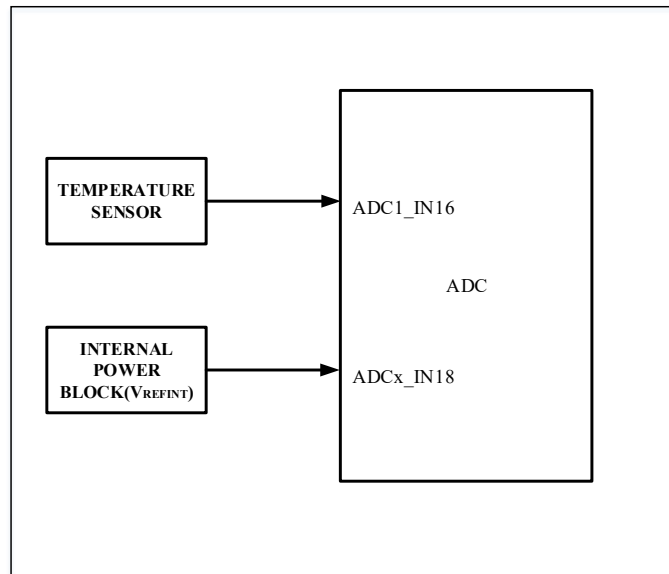 TEMPERATURE
SENSOR
ADC1_IN16
ADC
INTERNAL
POWER
BLOCK(VREFINT)
ADCx_IN18